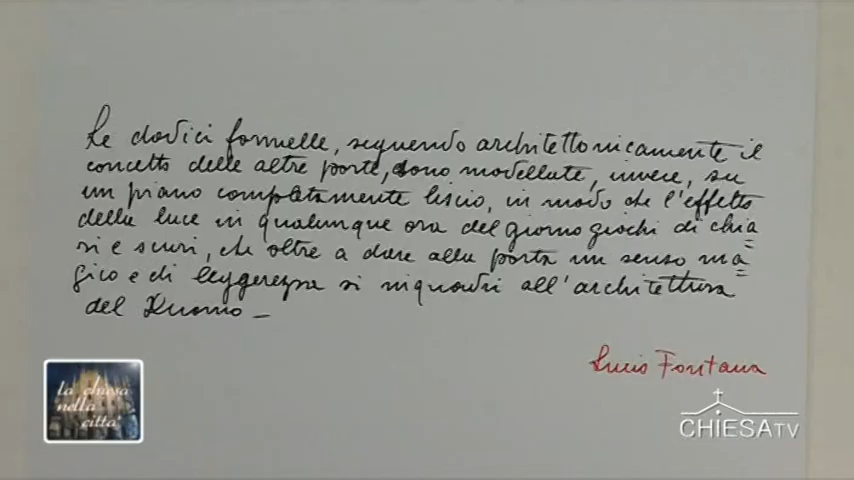 Le dodici formelle, seguendo architettonicamente il
concetto delle altre porte, sono modellate, invece, su
un piano completamente liscio, in modo che l'effetto
della luce in qualunque ora del giorno giochi di chia=
ri e scuri, che oltre a dare alla porta un senso ma=
gico e di leggerezza si inquadri all'architettura
del Duomo –
Lucio Fontana
la chiesa
nella
città
CHIESA TV